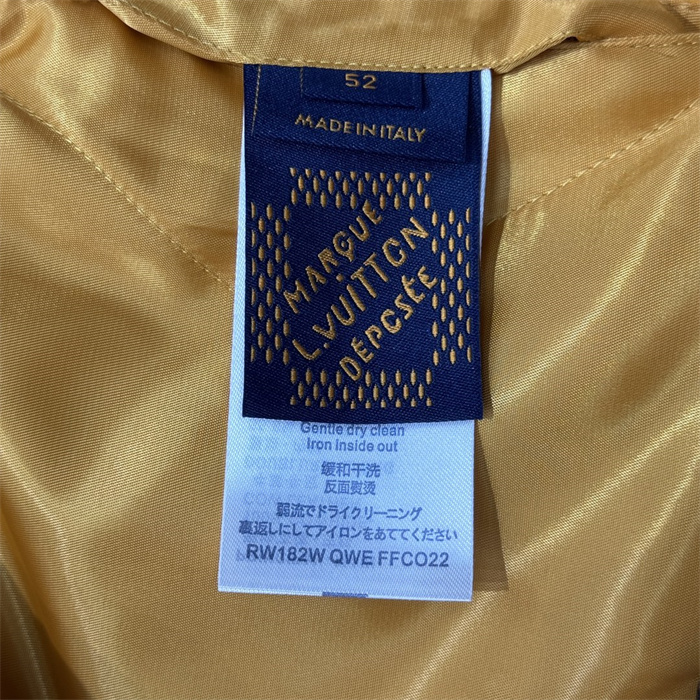 52
MADE IN ITALY
MARQUE
L.VUITTON
DÉPOSÉE
Gentle dry clean
Iron inside out
缓和干洗
反面熨烫
弱流でドライクリーニング
裏返しにしてアイロンをあててください
RW182W QWE FFCO22